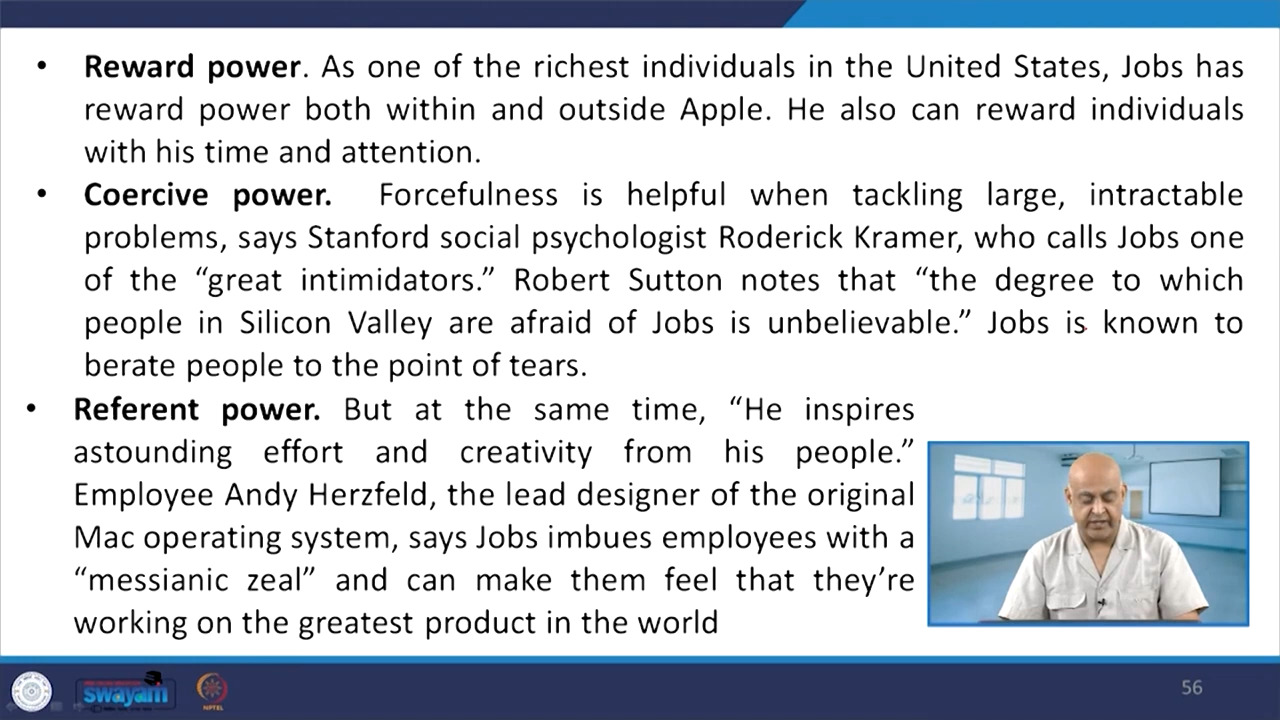 • Reward power. As one of the richest individuals in the United States, Jobs has
reward power both within and outside Apple. He also can reward individuals
with his time and attention.
• Coercive power. Forcefulness is helpful when tackling large, intractable
problems, says Stanford social psychologist Roderick Kramer, who calls Jobs one
of the “great intimidators.” Robert Sutton notes that “the degree to which
people in Silicon Valley are afraid of Jobs is unbelievable.” Jobs is known to
berate people to the point of tears.
• Referent power. But at the same time, “He inspires
astounding effort and creativity from his people.”
Employee Andy Herzfeld, the lead designer of the original
Mac operating system, says Jobs imbues employees with a
“messianic zeal” and can make them feel that they’re
working on the greatest product in the world
swayam
NPTEL
56